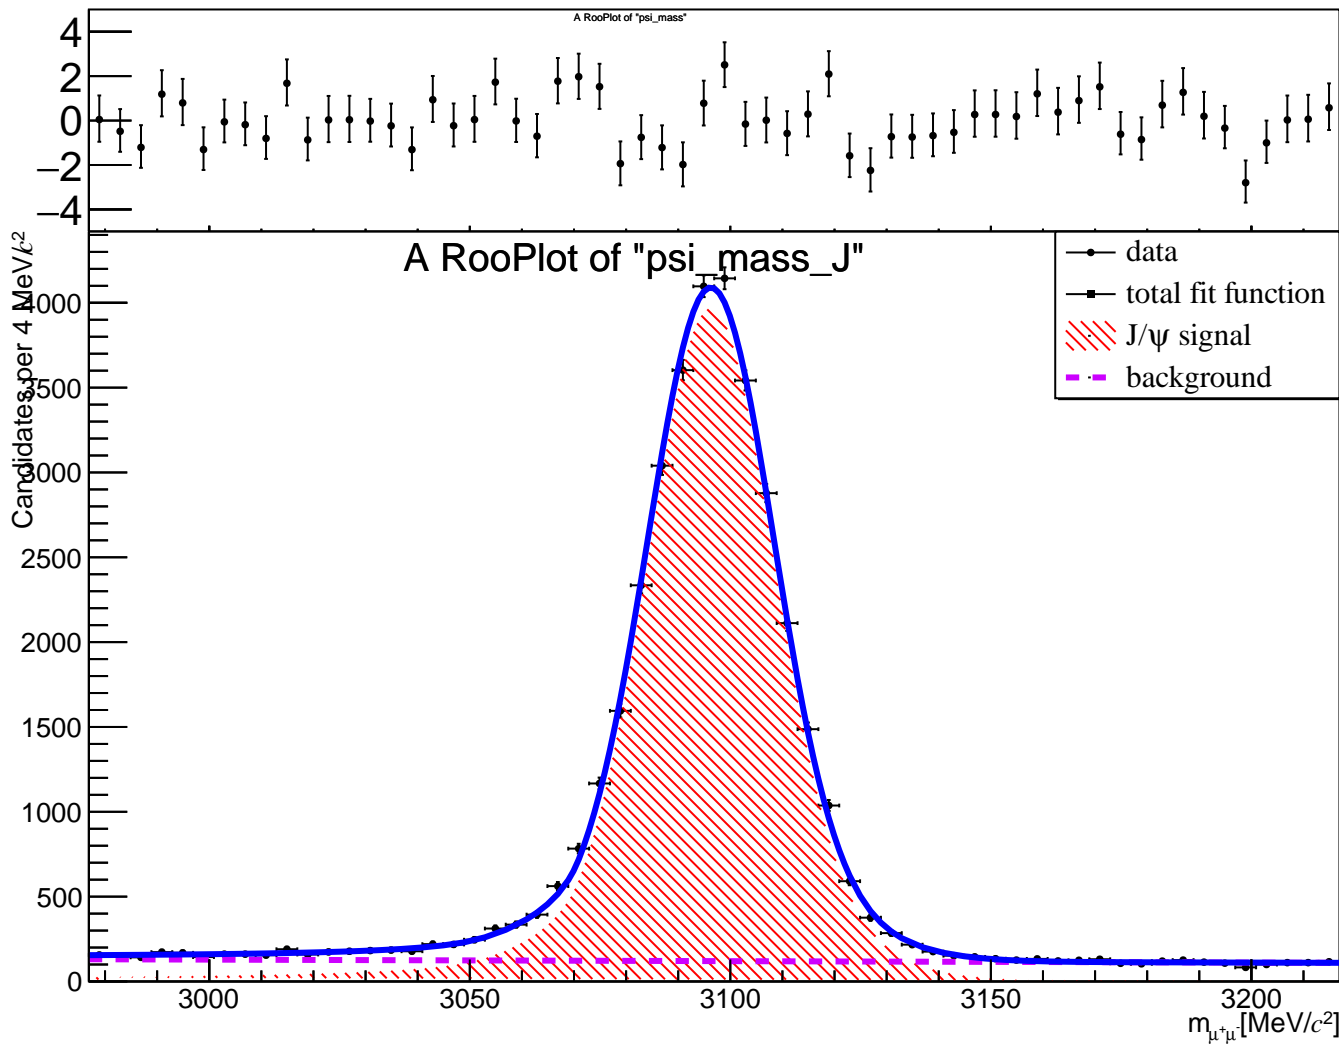 A RooPlot of "psi_mass"
4
2
0
−2
−4
A RooPlot of "psi_mass_J"
Candidates per 4 MeV/c²
4000
3500
3000
2500
2000
1500
1000
500
0
data
total fit function
J/ψ signal
background
3000 3050 3100 3150 3200
m_μ⁺μ⁻ [MeV/c²]